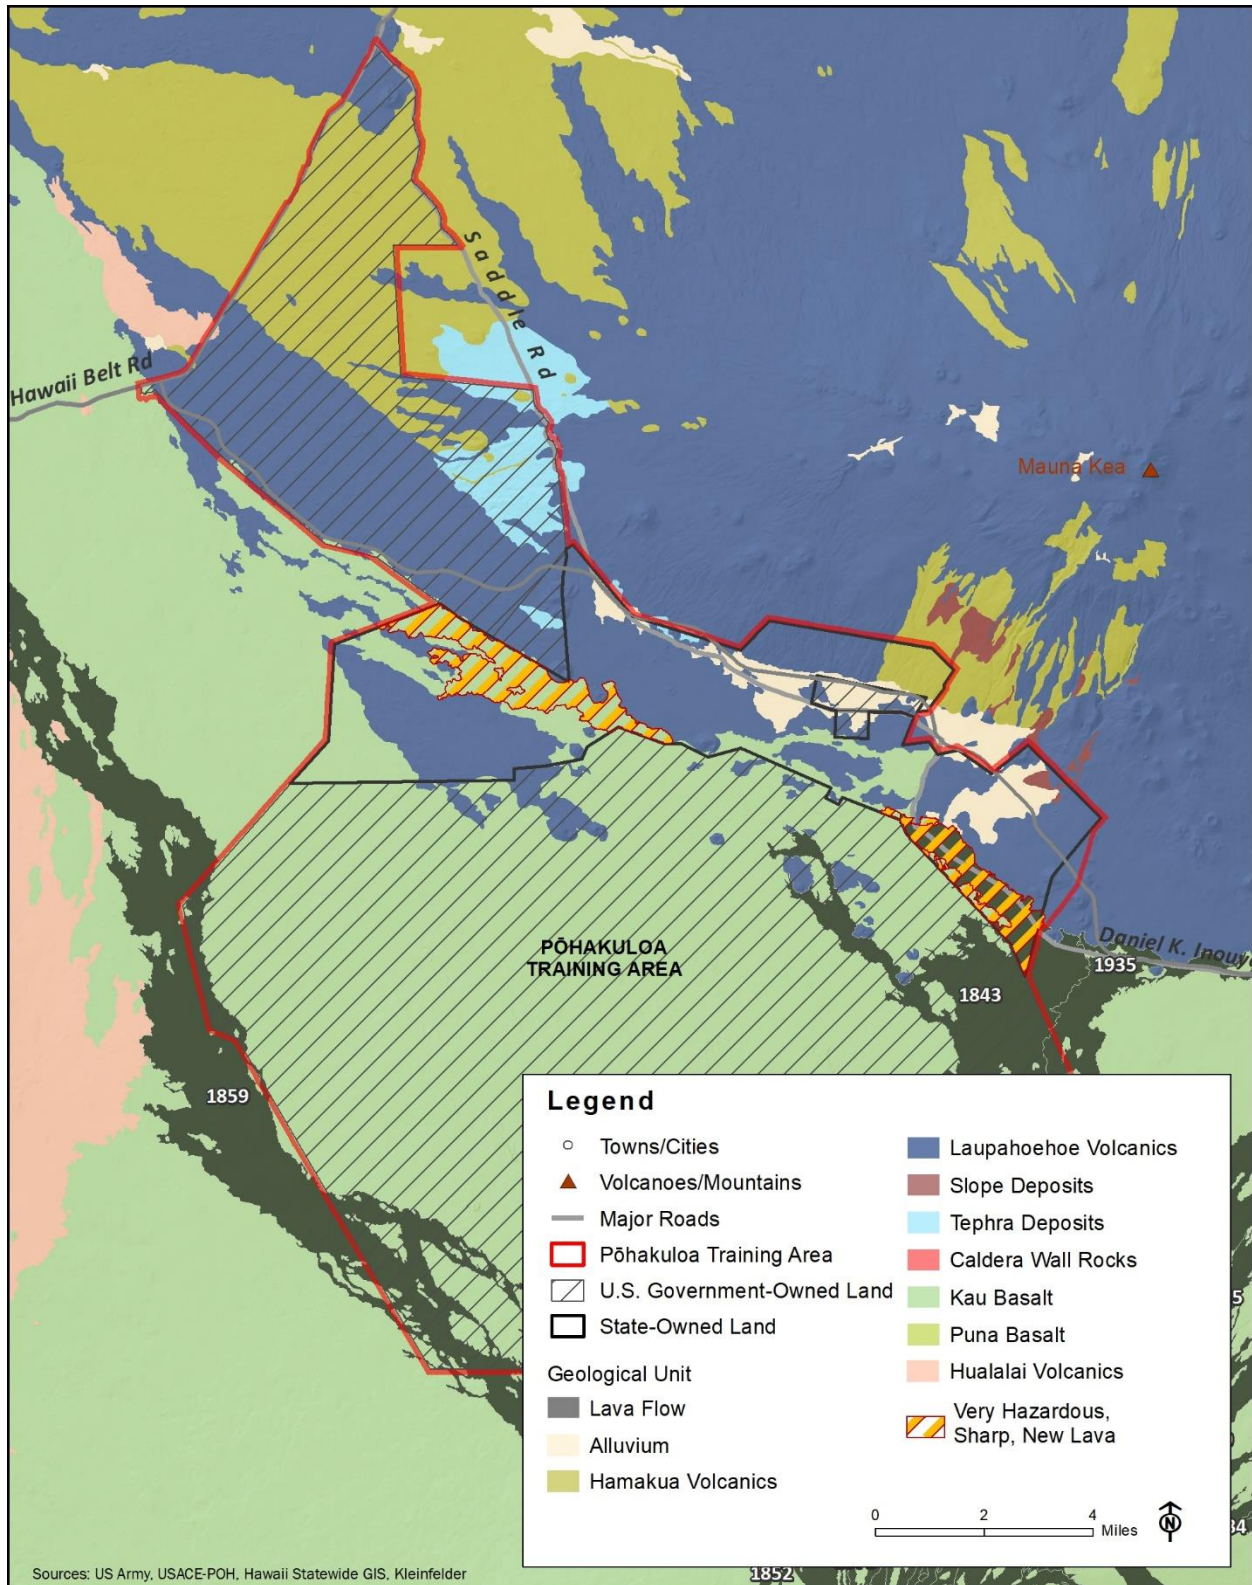 Saddle Rd
Hawaii Belt Rd
Mauna Kea
PŌHAKULOA
TRAINING AREA
Daniel K. Inouye
1935
1843
1859
Legend
Towns/Cities
Volcanoes/Mountains
Major Roads
Pōhakuloa Training Area
U.S. Government-Owned Land
State-Owned Land
Geological Unit
Lava Flow
Alluvium
Hamakua Volcanics
Laupahoehoe Volcanics
Slope Deposits
Tephra Deposits
Caldera Wall Rocks
Kau Basalt
Puna Basalt
Hualalai Volcanics
Very Hazardous,
Sharp, New Lava
0 2 4
Miles
N
1852
Sources: US Army, USACE-POH, Hawaii Statewide GIS, Kleinfelder